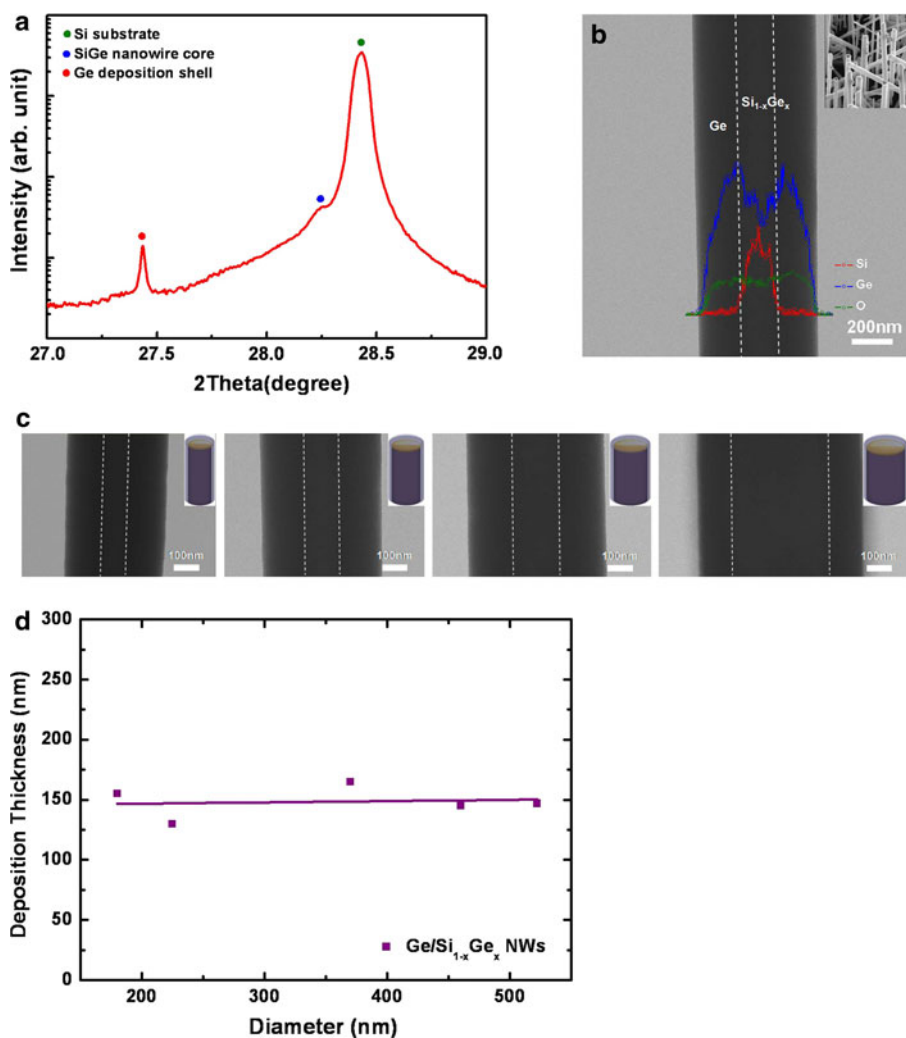 a
Si substrate
SiGe nanowire core
Ge deposition shell
Intensity (arb. unit)
27.0 27.5 28.0 28.5 29.0
2Theta(degree)
b
Ge
Si1-xGex
Si
Ge
O
200nm
c
100nm 100nm 100nm 100nm
d
300
250
200
150
100
50
0
Deposition Thickness (nm)
Ge/Si1-xGex NWs
200 300 400 500
Diameter (nm)